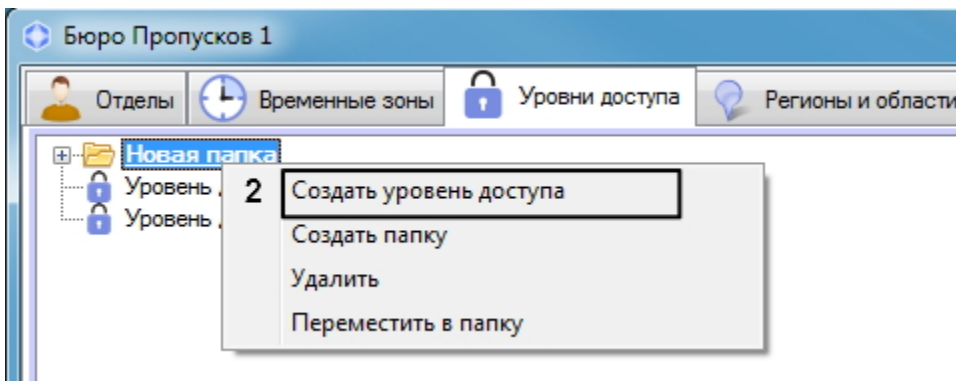 Бюро Пропусков 1
Отделы Временные зоны Уровни доступа Регионы и области
Новая папка
Уровень
2 Создать уровень доступа
Уровень
Создать папку
Удалить
Переместить в папку